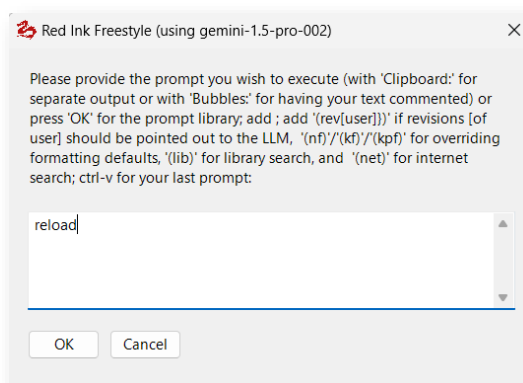 Red Ink Freestyle (using gemini-1.5-pro-002)
Please provide the prompt you wish to execute (with 'Clipboard:' for
separate output or with 'Bubbles:' for having your text commented) or
press 'OK' for the prompt library; add ; add '(rev[user]})' if revisions [of
user] should be pointed out to the LLM,  '(nf)'/'(kf)'/'(kpf)' for overriding
formatting defaults, '(lib)' for library search, and  '(net)' for internet
search; ctrl-v for your last prompt:
reload
OK
Cancel